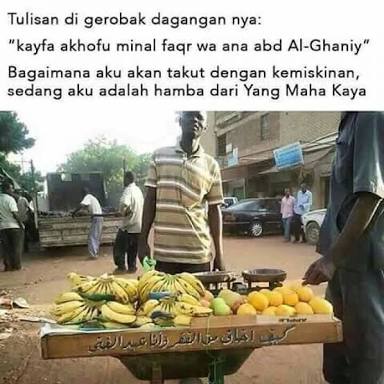 Tulisan di gerobak dagangan nya:
"kayfa akhofu minal faqr wa ana abd Al-Ghaniy"
Bagaimana aku akan takut dengan kemiskinan,
sedang aku adalah hamba dari Yang Maha Kaya
كيف اخاف من الفقر وانا عبد الغني